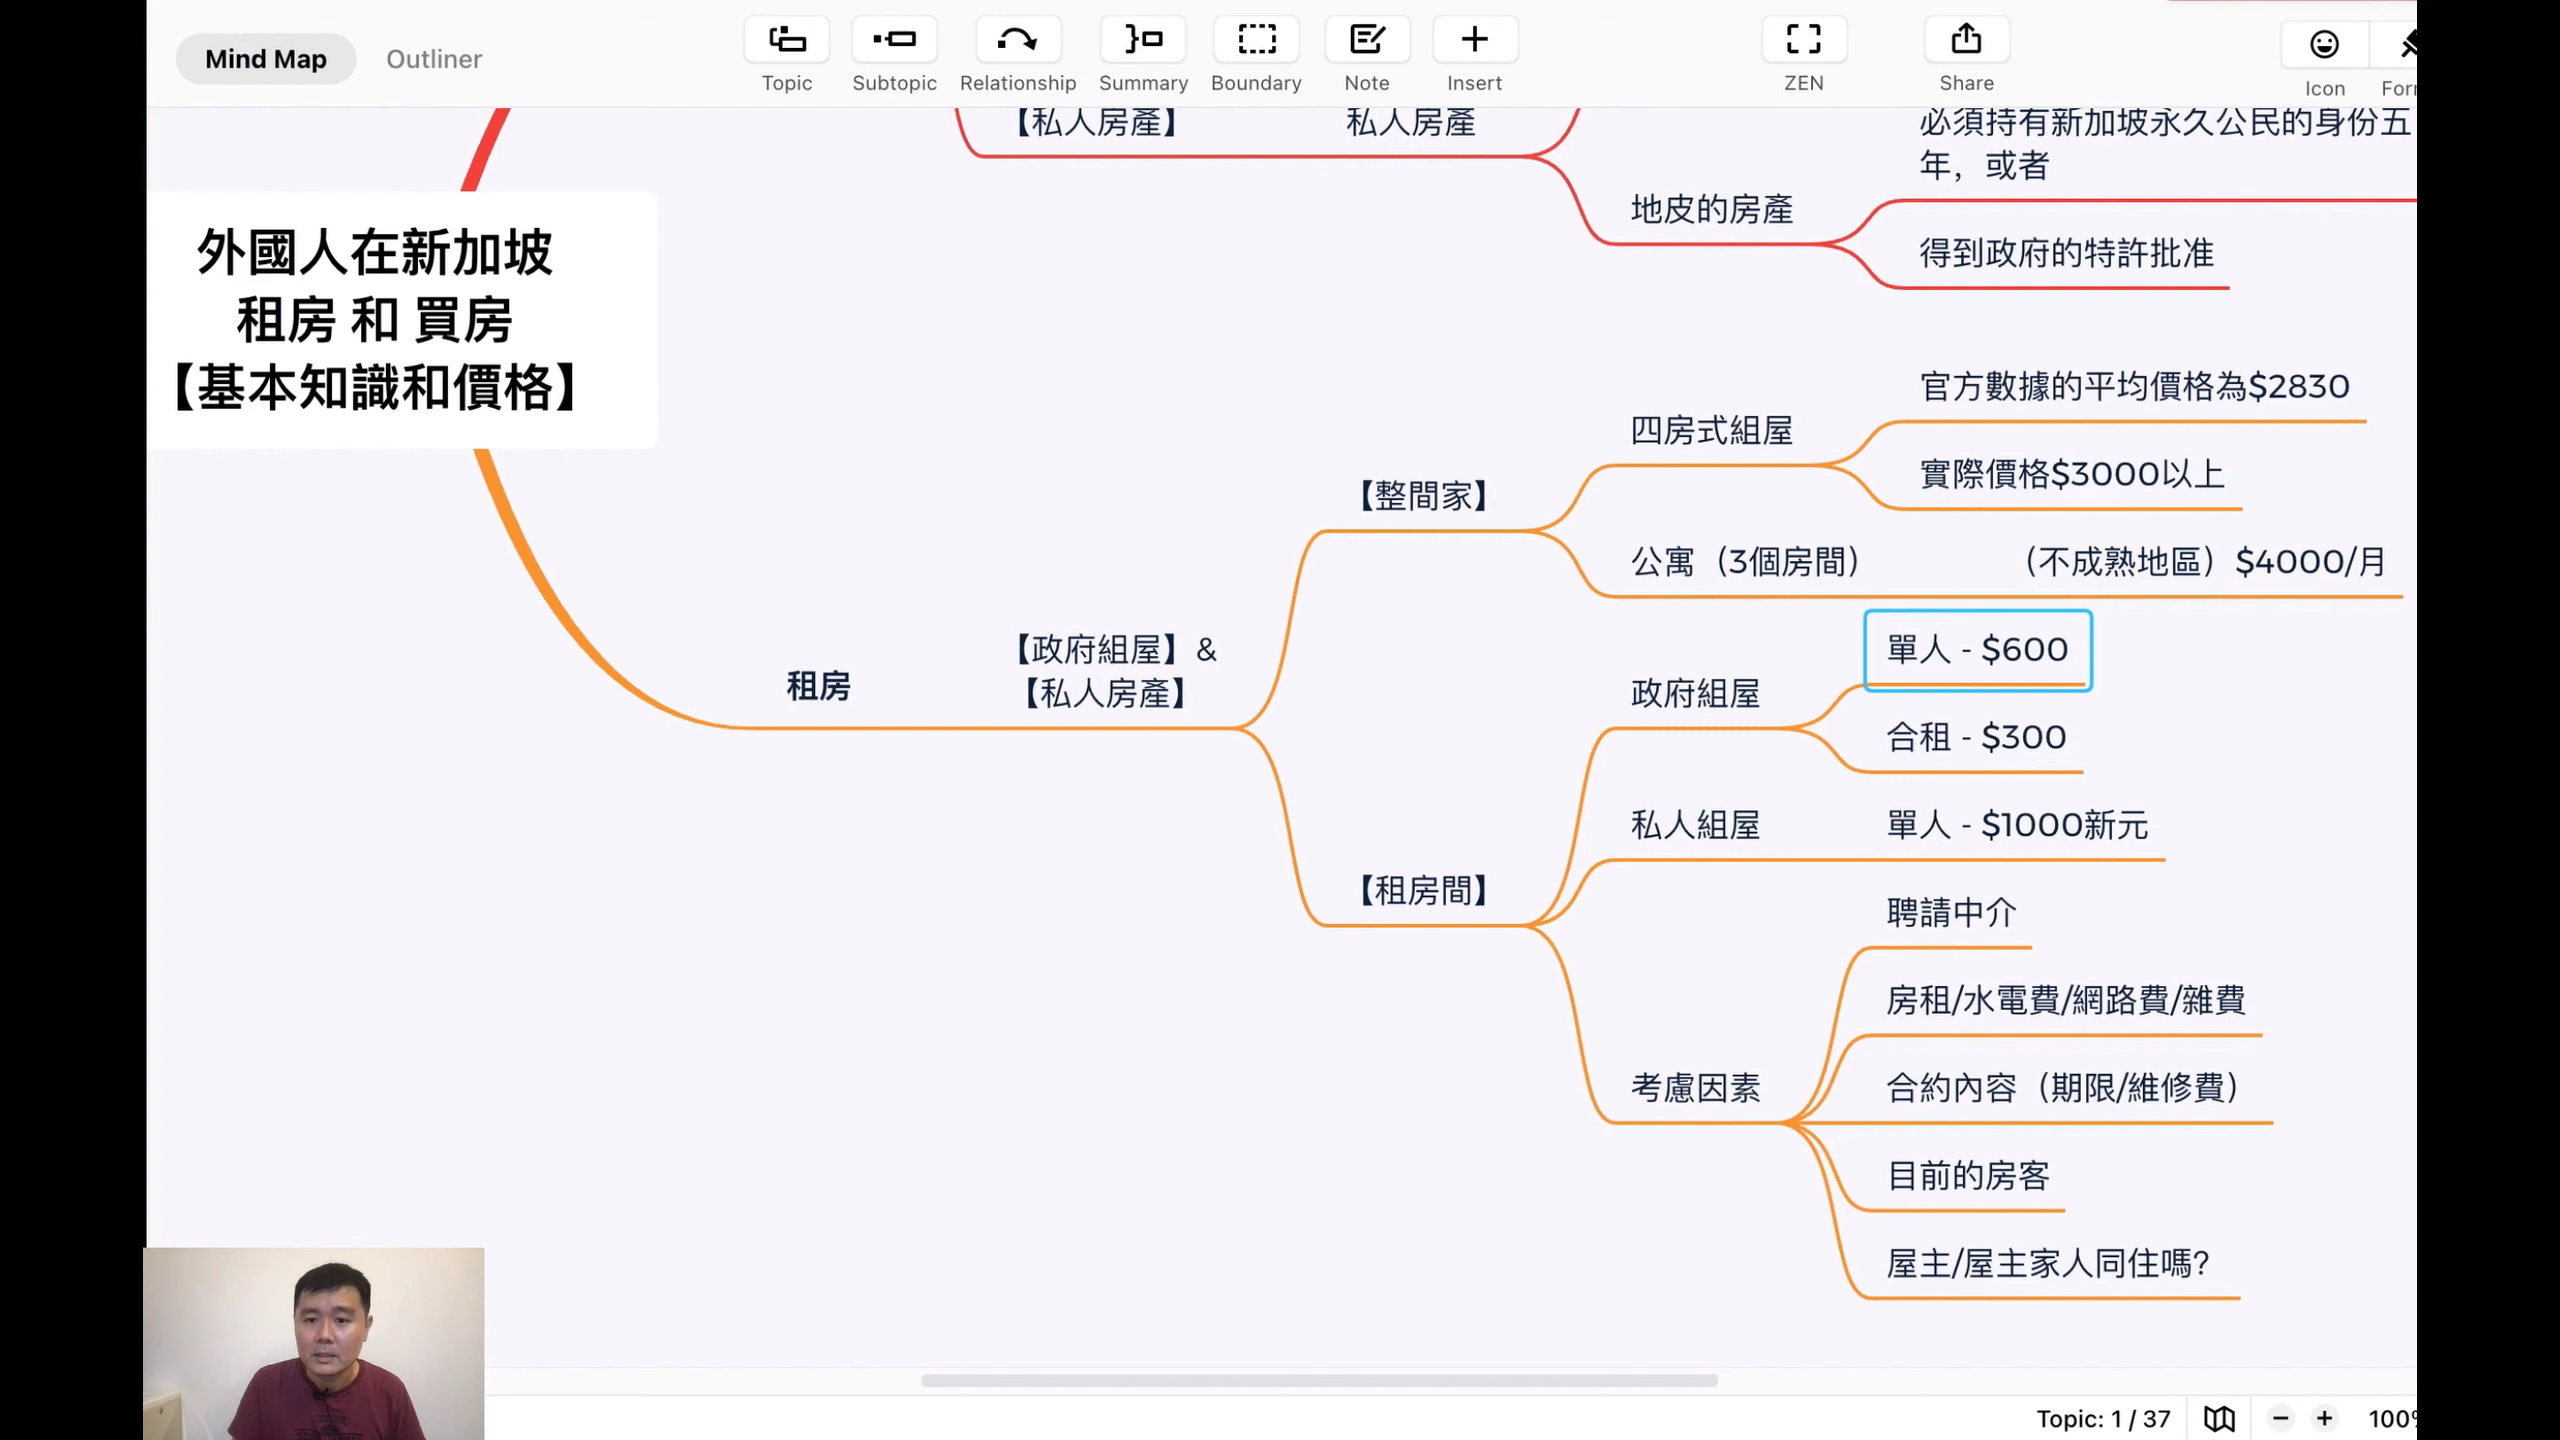 Mind Map
Outliner
Topic
Subtopic
Relationship
Summary
Boundary
Note
Insert
ZEN
Share
Icon
【私人房產】
私人房產
必須持有新加坡永久公民的身份五
年，或者
地皮的房產
得到政府的特許批准
外國人在新加坡
租房 和 買房
【基本知識和價格】
官方數據的平均價格為$2830
四房式組屋
實際價格$3000以上
【整間家】
公寓（3個房間）
（不成熟地區）$4000/月
租房
【政府組屋】&
【私人房產】
單人 - $600
政府組屋
合租 - $300
私人組屋
單人 - $1000新元
【租房間】
聘請中介
房租/水電費/網路費/雜費
考慮因素
合約內容（期限/維修費）
目前的房客
屋主/屋主家人同住嗎？
Topic: 1 / 37
100%